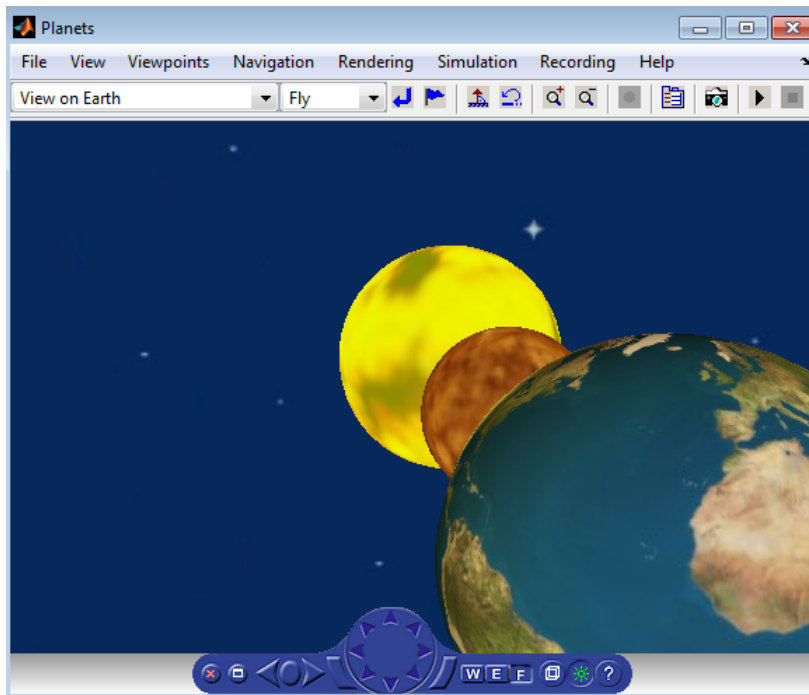 Planets
File View Viewpoints Navigation Rendering Simulation Recording Help
View on Earth Fly
W E F ?